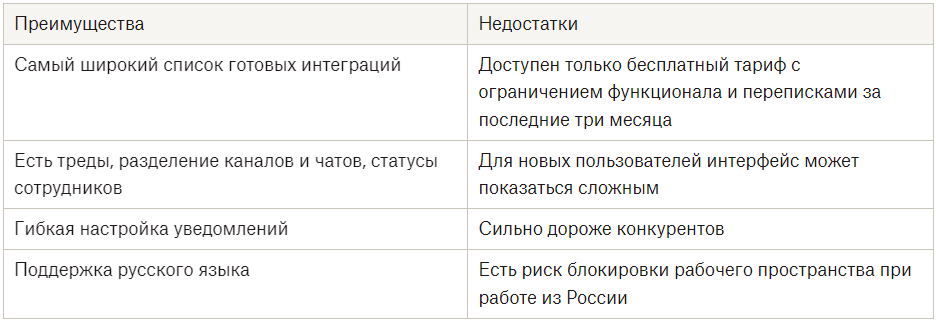 Преимущества
Недостатки
Самый широкий список готовых интеграций
Доступен только бесплатный тариф с
ограничением функционала и переписками за
последние три месяца
Есть треды, разделение каналов и чатов, статусы
сотрудников
Для новых пользователей интерфейс может
показаться сложным
Гибкая настройка уведомлений
Сильно дороже конкурентов
Поддержка русского языка
Есть риск блокировки рабочего пространства при
работе из России